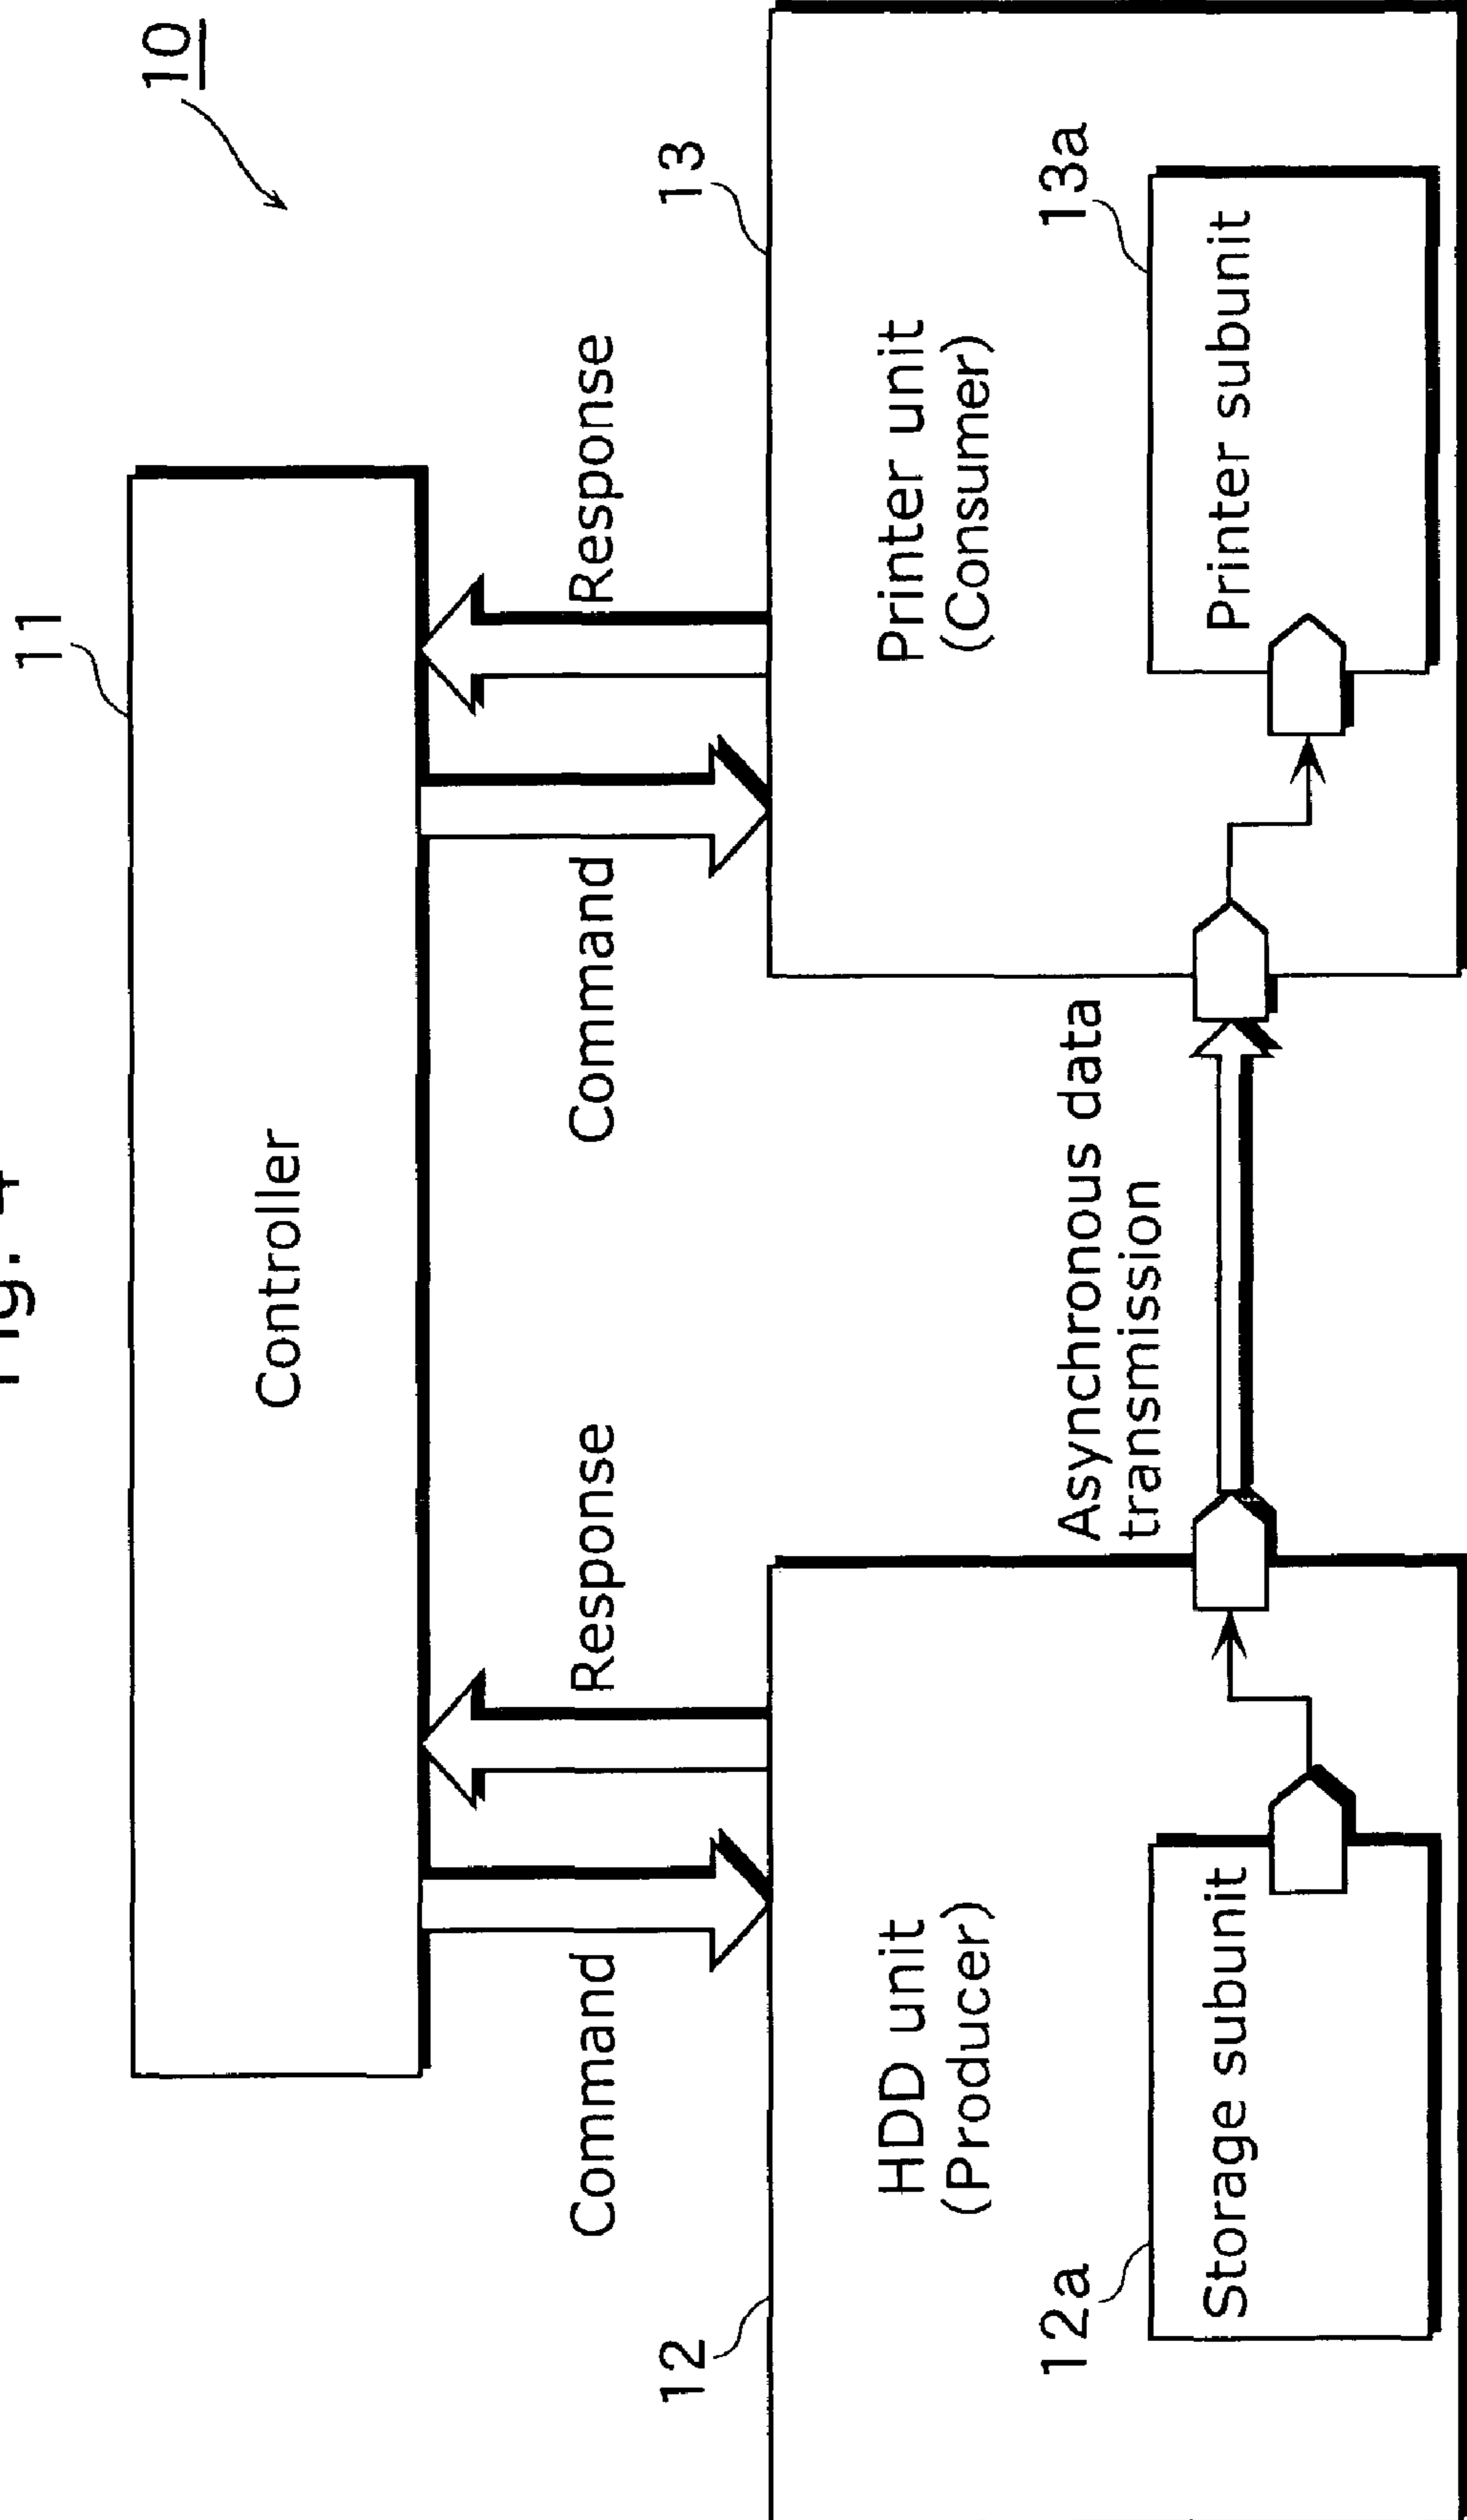 Fig. 4
10
11
Controller
Command
Response
Command
Response
12
HDD unit
(Producer)
13
Printer unit
(Consumer)
Asynchronous data
transmission
12a
Storage subunit
13a
Printer subunit